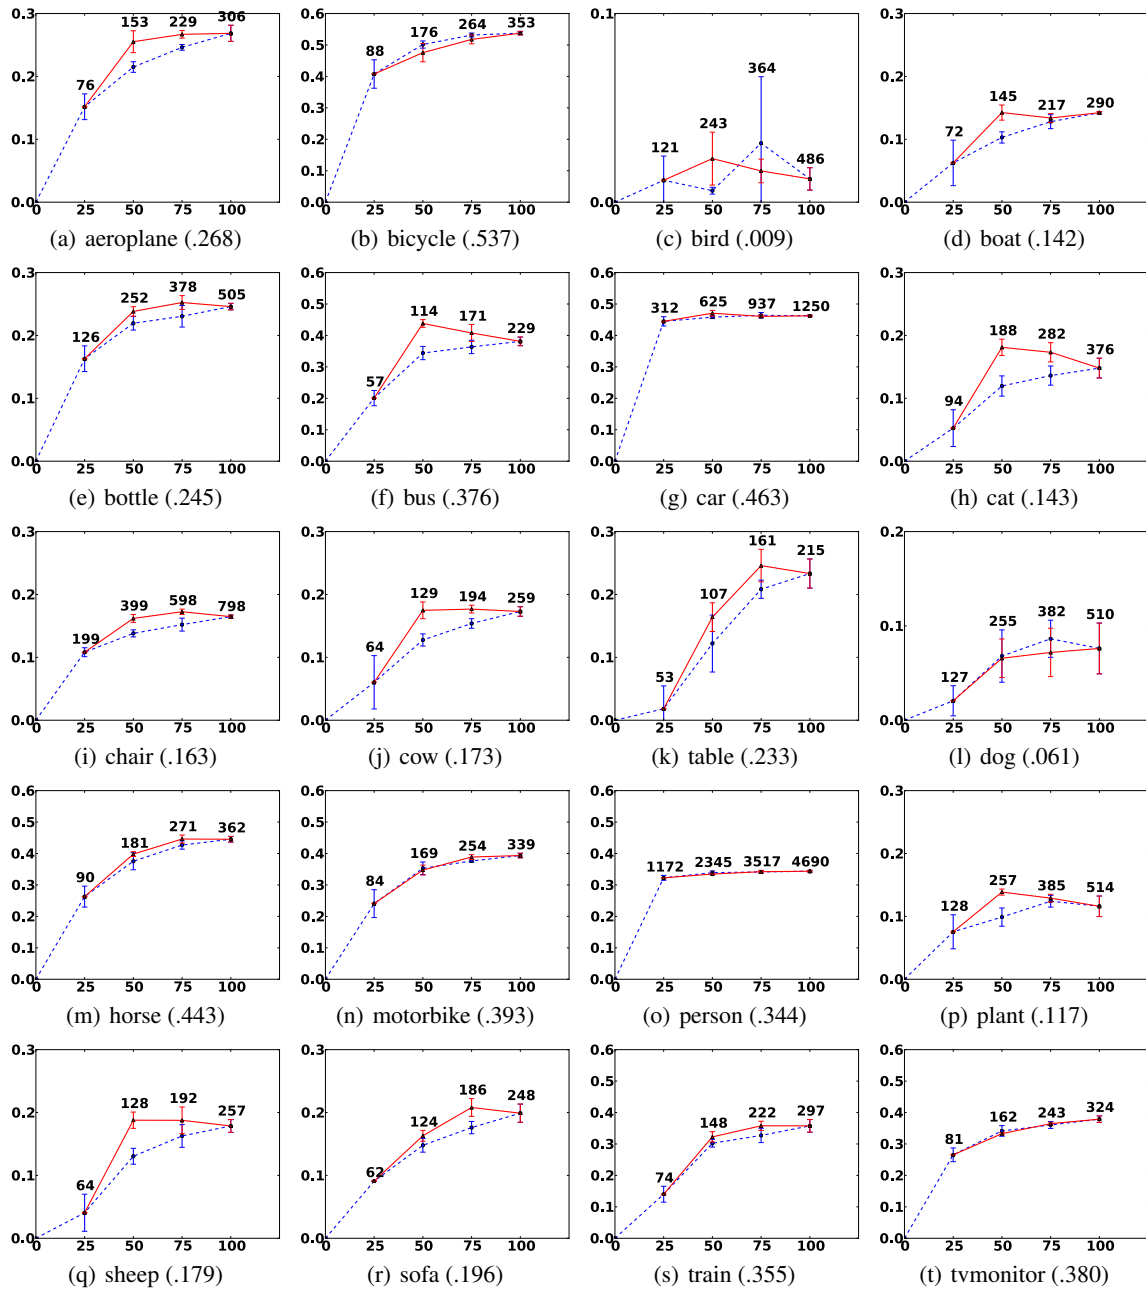 0.3 153 229 306
0.2 76
0.1
0.0
0 25 50 75 100
(a) aeroplane (.268)
0.6 88 176 264 353
0.5
0.4
0.3
0.2
0.1
0.0
0 25 50 75 100
(b) bicycle (.537)
0.1
364
243
121 486
0.0
0 25 50 75 100
(c) bird (.009)
0.3
0.2
145 217 290
72
0.1
0.0
0 25 50 75 100
(d) boat (.142)
0.3
252 378 505
0.2
126
0.1
0.0
0 25 50 75 100
(e) bottle (.245)
0.6
0.5
114 171 229
0.4
0.3
57
0.2
0.1
0.0
0 25 50 75 100
(f) bus (.376)
0.6
0.5 312 625 937 1250
0.4
0.3
0.2
0.1
0.0
0 25 50 75 100
(g) car (.463)
0.3
188 282 376
0.2
94
0.1
0.0
0 25 50 75 100
(h) cat (.143)
0.3
0.2
199 399 598 798
0.1
0.0
0 25 50 75 100
(i) chair (.163)
0.3
0.2 129 194 259
64
0.1
0.0
0 25 50 75 100
(j) cow (.173)
0.3
161 215
0.2
107
0.1
53
0.0
0 25 50 75 100
(k) table (.233)
0.2
255 382 510
0.1
127
0.0
0 25 50 75 100
(l) dog (.061)
0.6
0.5
271 362
0.4 181
90
0.3
0.2
0.1
0.0
0 25 50 75 100
(m) horse (.443)
0.6
0.5
0.4 169 254 339
0.3 84
0.2
0.1
0.0
0 25 50 75 100
(n) motorbike (.393)
0.6
0.5
0.4
1172 2345 3517 4690
0.3
0.2
0.1
0.0
0 25 50 75 100
(o) person (.344)
0.3
0.2
257 385 514
128
0.1
0.0
0 25 50 75 100
(p) plant (.117)
0.3
128 192 257
0.2
0.1
64
0.0
0 25 50 75 100
(q) sheep (.179)
0.3
186 248
0.2
124
62
0.1
0.0
0 25 50 75 100
(r) sofa (.196)
0.6
0.5
0.4
148 222 297
0.3
0.2 74
0.1
0.0
0 25 50 75 100
(s) train (.355)
0.6
0.5
0.4
162 243 324
0.3 81
0.2
0.1
0.0
0 25 50 75 100
(t) tvmonitor (.380)